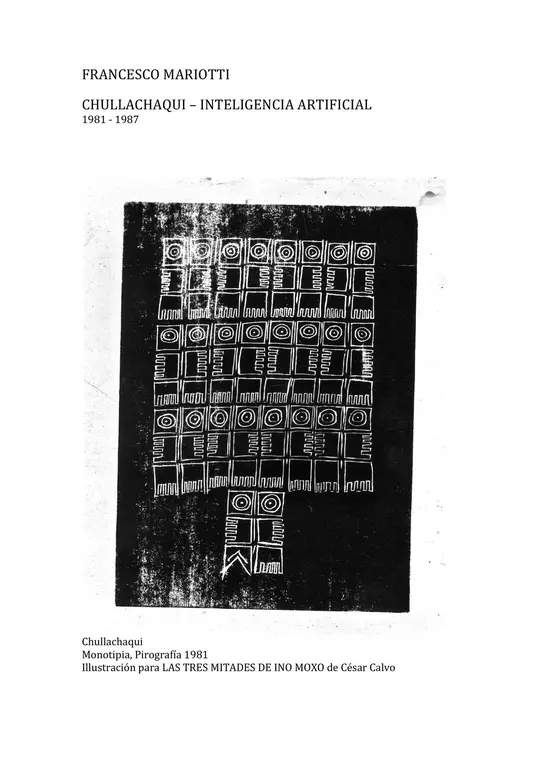 FRANCESCO MARIOTTI
CHULLACHAQUI – INTELIGENCIA ARTIFICIAL
1981 - 1987
Chullachaqui
Monotipia, Pirografía 1981
Illustración para LAS TRES MITADES DE INO MOXO de César Calvo